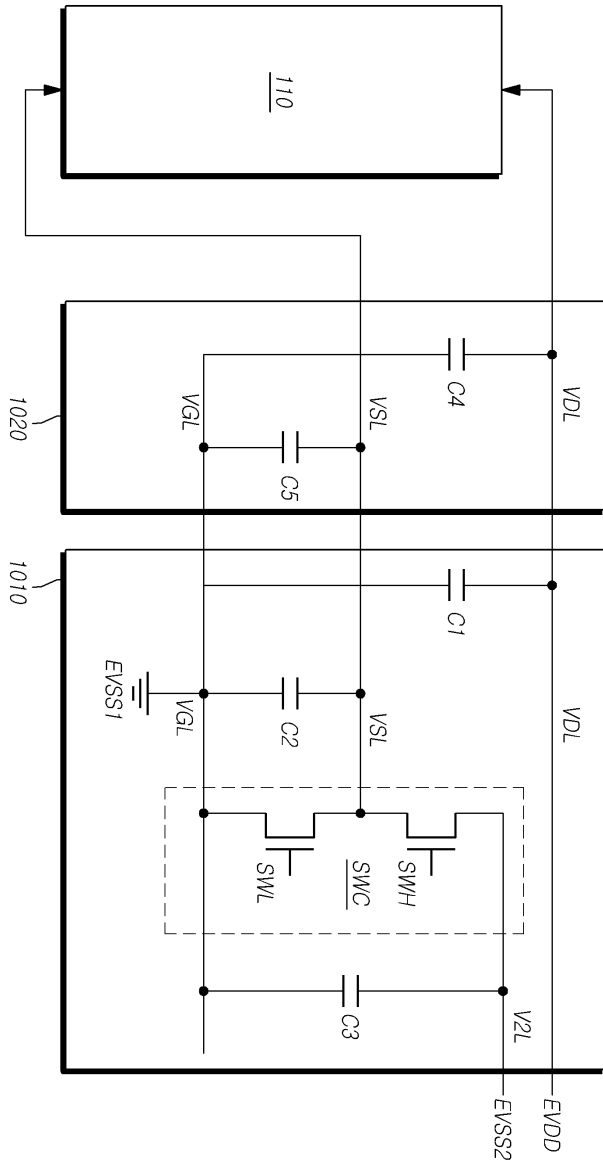 VDL
VDL
EVDD
V2L
EVSS2
C4
C1
SWH
VSL
VSL
SWC
C3
110
C5
C2
SWL
VGL
VGL
EVSS1
1020
1010